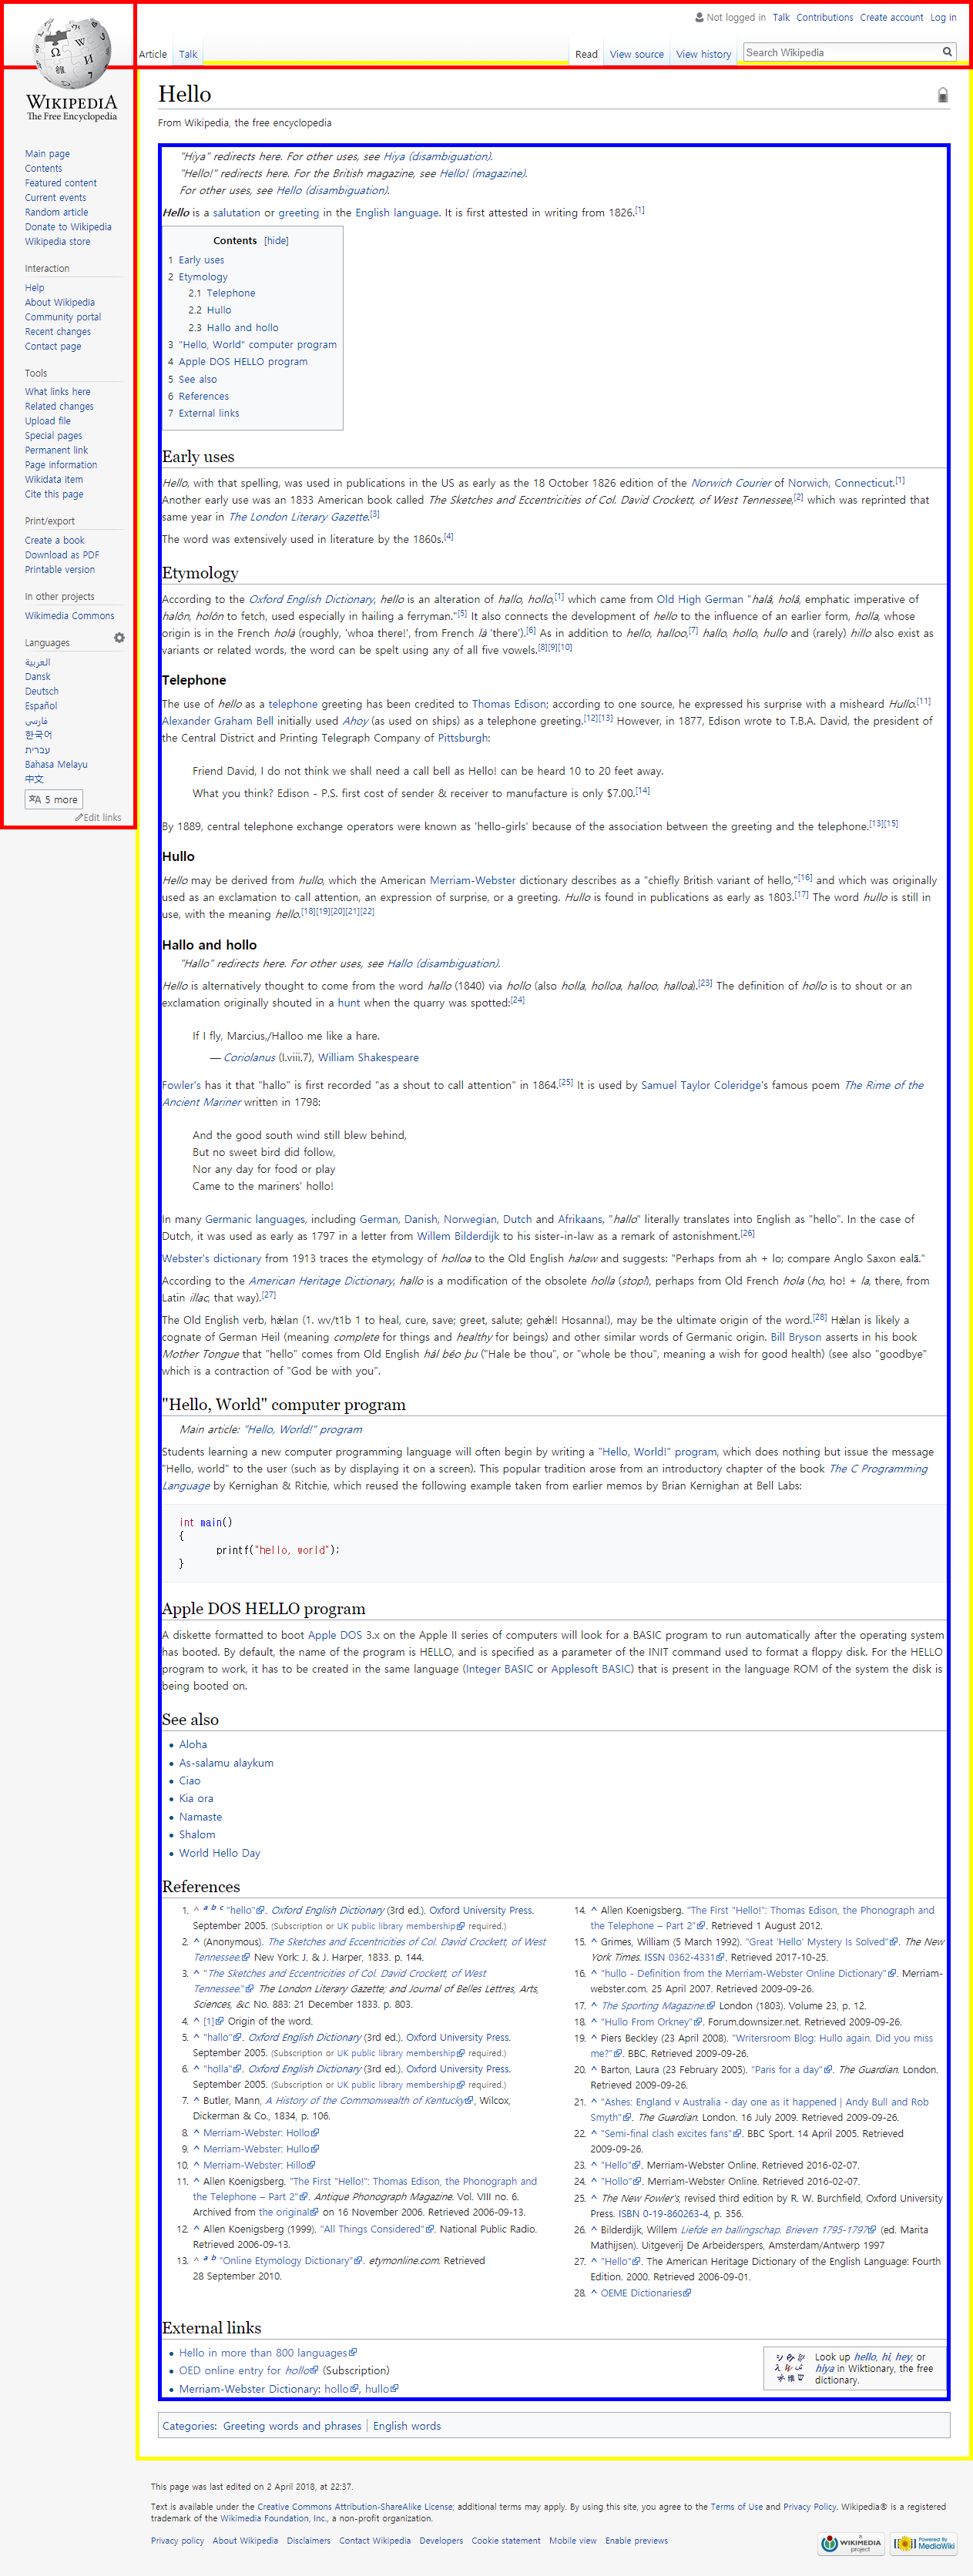 Not logged in Talk Contributions Create account Log in
Article Talk Read View source View history Search Wikipedia
WIKIPEDIA
The Free Encyclopedia
Main page
Contents
Featured content
Current events
Random article
Donate to Wikipedia
Wikipedia store
Interaction
Help
About Wikipedia
Community portal
Recent changes
Contact page
Tools
What links here
Related changes
Upload file
Special pages
Permanent link
Page information
Wikidata item
Cite this page
Print/export
Create a book
Download as PDF
Printable version
In other projects
Wikimedia Commons
Languages
العربية
Dansk
Deutsch
Español
فارسی
한국어
עברית
Bahasa Melayu
中文
5 more
Edit links
Hello
From Wikipedia, the free encyclopedia
"Hiya" redirects here. For other uses, see Hiya (disambiguation).
"Hello!" redirects here. For the British magazine, see Hello! (magazine).
For other uses, see Hello (disambiguation).
Hello is a salutation or greeting in the English language. It is first attested in writing from 1826.[1]
Contents [hide]
1 Early uses
2 Etymology
2.1 Telephone
2.2 Hullo
2.3 Hallo and hollo
3 "Hello, World" computer program
4 Apple DOS HELLO program
5 See also
6 References
7 External links
Early uses
Hello, with that spelling, was used in publications in the US as early as the 18 October 1826 edition of the Norwich Courier of Norwich, Connecticut.[1]
Another early use was an 1833 American book called The Sketches and Eccentricities of Col. David Crockett, of West Tennessee,[2] which was reprinted that
same year in The London Literary Gazette.[3]
The word was extensively used in literature by the 1860s.[4]
Etymology
According to the Oxford English Dictionary, hello is an alteration of hallo, hollo,[1] which came from Old High German "halâ, holâ, emphatic imperative of
halôn, holôn to fetch, used especially in hailing a ferryman."[5] It also connects the development of hello to the influence of an earlier form, holla, whose
origin is in the French holà (roughly, 'whoa there!', from French là 'there').[6] As in addition to hello, halloo,[7] hallo, hollo, hullo and (rarely) hillo also exist as
variants or related words, the word can be spelt using any of all five vowels.[8][9][10]
Telephone
The use of hello as a telephone greeting has been credited to Thomas Edison; according to one source, he expressed his surprise with a misheard Hullo.[11]
Alexander Graham Bell initially used Ahoy (as used on ships) as a telephone greeting.[12][13] However, in 1877, Edison wrote to T.B.A. David, the president of
the Central District and Printing Telegraph Company of Pittsburgh:
Friend David, I do not think we shall need a call bell as Hello! can be heard 10 to 20 feet away.
What you think? Edison - P.S. first cost of sender & receiver to manufacture is only $7.00.[14]
By 1889, central telephone exchange operators were known as 'hello-girls' because of the association between the greeting and the telephone.[13][15]
Hullo
Hello may be derived from hullo, which the American Merriam-Webster dictionary describes as a "chiefly British variant of hello,"[16] and which was originally
used as an exclamation to call attention, an expression of surprise, or a greeting. Hullo is found in publications as early as 1803.[17] The word hullo is still in
use, with the meaning hello.[18][19][20][21][22]
Hallo and hollo
"Hallo" redirects here. For other uses, see Hallo (disambiguation).
Hello is alternatively thought to come from the word hallo (1840) via hollo (also holla, holloa, halloo, halloa).[23] The definition of hollo is to shout or an
exclamation originally shouted in a hunt when the quarry was spotted:[24]
If I fly, Marcius,/Halloo me like a hare.
— Coriolanus (I.viii.7), William Shakespeare
Fowler's has it that "hallo" is first recorded "as a shout to call attention" in 1864.[25] It is used by Samuel Taylor Coleridge's famous poem The Rime of the
Ancient Mariner written in 1798:
And the good south wind still blew behind,
But no sweet bird did follow,
Nor any day for food or play
Came to the mariners' hollo!
In many Germanic languages, including German, Danish, Norwegian, Dutch and Afrikaans, "hallo" literally translates into English as "hello". In the case of
Dutch, it was used as early as 1797 in a letter from Willem Bilderdijk to his sister-in-law as a remark of astonishment.[26]
Webster's dictionary from 1913 traces the etymology of holloa to the Old English halow and suggests: "Perhaps from ah + lo; compare Anglo Saxon ealā."
According to the American Heritage Dictionary, hallo is a modification of the obsolete holla (stop!), perhaps from Old French hola (ho, ho! + la, there, from
Latin illac, that way).[27]
The Old English verb, hǽlan (1. wv/t1b 1 to heal, cure, save; greet, salute; gehǽl! Hosanna!), may be the ultimate origin of the word.[28] Hǽlan is likely a
cognate of German Heil (meaning complete for things and healthy for beings) and other similar words of Germanic origin. Bill Bryson asserts in his book
Mother Tongue that "hello" comes from Old English hál béo þu ("Hale be thou", or "whole be thou", meaning a wish for good health) (see also "goodbye"
which is a contraction of "God be with you".
"Hello, World" computer program
Main article: "Hello, World!" program
Students learning a new computer programming language will often begin by writing a "Hello, World!" program, which does nothing but issue the message
"Hello, world" to the user (such as by displaying it on a screen). This popular tradition arose from an introductory chapter of the book The C Programming
Language by Kernighan & Ritchie, which reused the following example taken from earlier memos by Brian Kernighan at Bell Labs:
int main()
{
printf("hello, world");
}
Apple DOS HELLO program
A diskette formatted to boot Apple DOS 3.x on the Apple II series of computers will look for a BASIC program to run automatically after the operating system
has booted. By default, the name of the program is HELLO, and is specified as a parameter of the INIT command used to format a floppy disk. For the HELLO
program to work, it has to be created in the same language (Integer BASIC or Applesoft BASIC) that is present in the language ROM of the system the disk is
being booted on.
See also
Aloha
As-salamu alaykum
Ciao
Kia ora
Namaste
Shalom
World Hello Day
References
1. ^ a b c "hello". Oxford English Dictionary (3rd ed.). Oxford University Press.
September 2005. (Subscription or UK public library membership required.)
2. ^ (Anonymous). The Sketches and Eccentricities of Col. David Crockett, of West
Tennessee. New York: J. & J. Harper, 1833. p. 144.
3. ^ "The Sketches and Eccentricities of Col. David Crockett, of West
Tennessee." The London Literary Gazette; and Journal of Belles Lettres, Arts,
Sciences, &c. No. 883: 21 December 1833. p. 803.
4. ^ [1] Origin of the word.
5. ^ "hallo". Oxford English Dictionary (3rd ed.). Oxford University Press.
September 2005. (Subscription or UK public library membership required.)
6. ^ "holla". Oxford English Dictionary (3rd ed.). Oxford University Press.
September 2005. (Subscription or UK public library membership required.)
7. ^ Butler, Mann, A History of the Commonwealth of Kentucky, Wilcox,
Dickerman & Co., 1834, p. 106.
8. ^ Merriam-Webster: Hollo
9. ^ Merriam-Webster: Hullo
10. ^ Merriam-Webster: Hillo
11. ^ Allen Koenigsberg. "The First "Hello!": Thomas Edison, the Phonograph and
the Telephone – Part 2". Antique Phonograph Magazine. Vol. VIII no. 6.
Archived from the original on 16 November 2006. Retrieved 2006-09-13.
12. ^ Allen Koenigsberg (1999). "All Things Considered". National Public Radio.
Retrieved 2006-09-13.
13. ^ a b "Online Etymology Dictionary". etymonline.com. Retrieved
28 September 2010.
14. ^ Allen Koenigsberg. "The First "Hello!": Thomas Edison, the Phonograph and
the Telephone – Part 2". Retrieved 1 August 2012.
15. ^ Grimes, William (5 March 1992). "Great 'Hello' Mystery Is Solved". The New
York Times. ISSN 0362-4331. Retrieved 2017-10-25.
16. ^ "hullo - Definition from the Merriam-Webster Online Dictionary". Merriam-
webster.com. 25 April 2007. Retrieved 2009-09-26.
17. ^ The Sporting Magazine. London (1803). Volume 23, p. 12.
18. ^ "Hullo From Orkney". Forum.downsizer.net. Retrieved 2009-09-26.
19. ^ Piers Beckley (23 April 2008). "Writersroom Blog: Hullo again. Did you miss
me?". BBC. Retrieved 2009-09-26.
20. ^ Barton, Laura (23 February 2005). "Paris for a day". The Guardian. London.
Retrieved 2009-09-26.
21. ^ "Ashes: England v Australia - day one as it happened | Andy Bull and Rob
Smyth". The Guardian. London. 16 July 2009. Retrieved 2009-09-26.
22. ^ "Semi-final clash excites fans". BBC Sport. 14 April 2005. Retrieved
2009-09-26.
23. ^ "Hello". Merriam-Webster Online. Retrieved 2016-02-07.
24. ^ "Hollo". Merriam-Webster Online. Retrieved 2016-02-07.
25. ^ The New Fowler's, revised third edition by R. W. Burchfield, Oxford University
Press. ISBN 0-19-860263-4, p. 356.
26. ^ Bilderdijk, Willem Liefde en ballingschap. Brieven 1795-1797 (ed. Marita
Mathijsen). Uitgeverij De Arbeiderspers, Amsterdam/Antwerp 1997
27. ^ "Hello". The American Heritage Dictionary of the English Language: Fourth
Edition. 2000. Retrieved 2006-09-01.
28. ^ OEME Dictionaries
External links
Hello in more than 800 languages
OED online entry for hollo (Subscription)
Merriam-Webster Dictionary: hollo, hullo
Look up hello, hi, hey, or
hiya in Wiktionary, the free
dictionary.
Categories: Greeting words and phrases English words
This page was last edited on 2 April 2018, at 22:37.
Text is available under the Creative Commons Attribution-ShareAlike License; additional terms may apply. By using this site, you agree to the Terms of Use and Privacy Policy. Wikipedia® is a registered
trademark of the Wikimedia Foundation, Inc., a non-profit organization.
Privacy policy About Wikipedia Disclaimers Contact Wikipedia Developers Cookie statement Mobile view Enable previews
A WIKIMEDIA project
Powered By MediaWiki